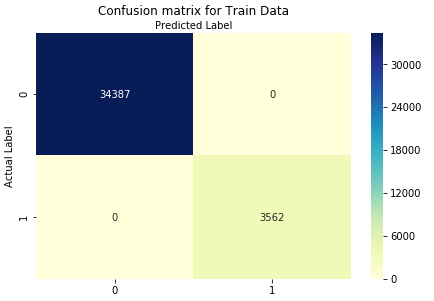 Confusion matrix for Train Data
Predicted Label
0 34387 0 30000
24000
Actual Label
18000
12000
1 0 3562
6000
0
0 1